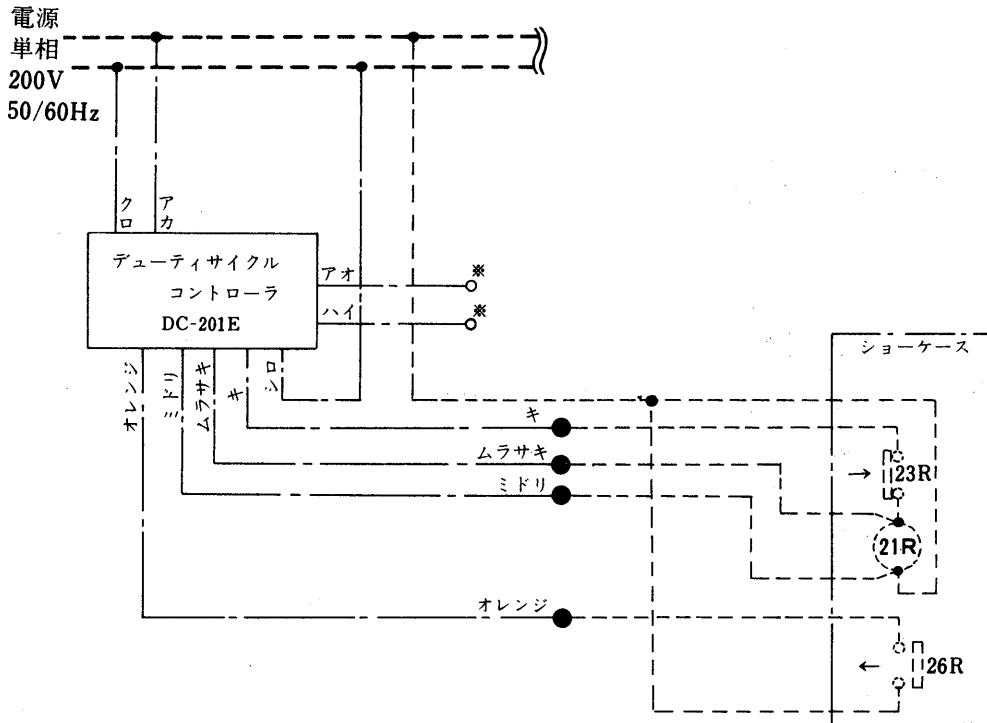 電源
単相
200V
50/60Hz
クロ
アカ
デューティサイクル
コントローラ
DC-201E
アオ
※
ハイ
※
オレンジ
ミドリ
ムラサキ
キ
シロ
ショーケース
キ
ムラサキ
ミドリ
→
23R
21R
オレンジ
←
26R